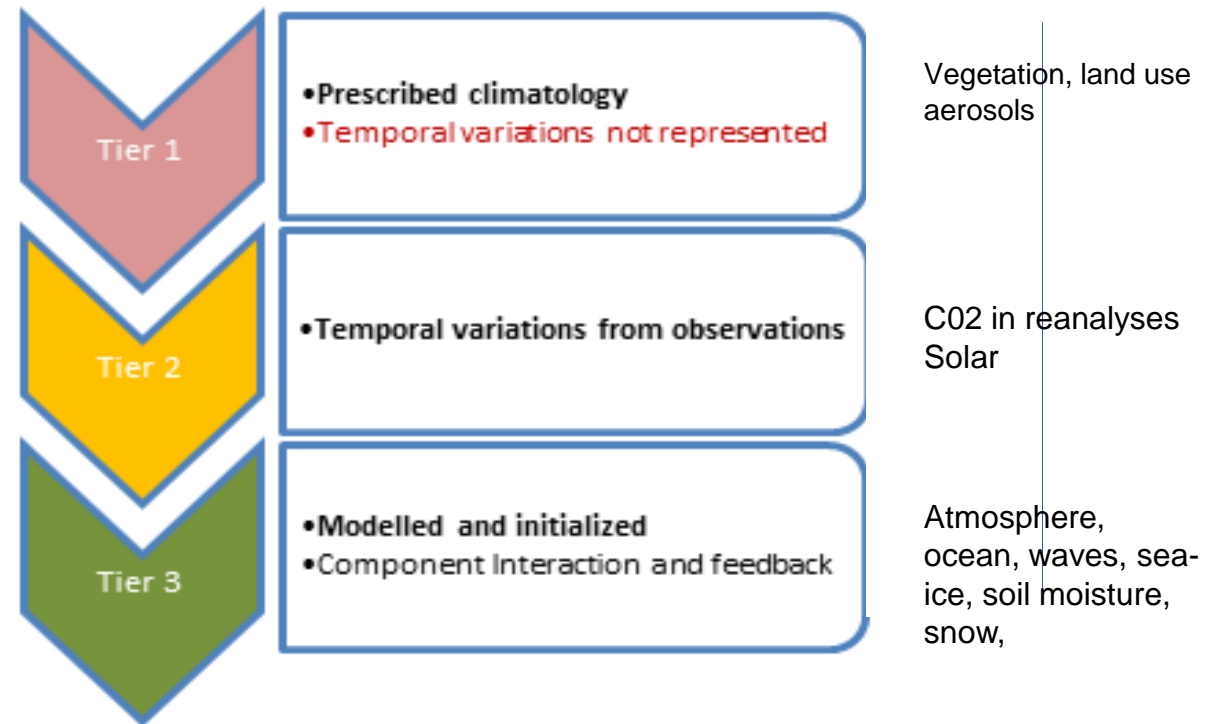 Tier 1
•Prescribed climatology
•Temporal variations not represented
Vegetation, land use
aerosols
Tier 2
•Temporal variations from observations
C02 in reanalyses
Solar
Tier 3
•Modelled and initialized
•Component Interaction and feedback
Atmosphere,
ocean, waves, sea-
ice, soil moisture,
snow,